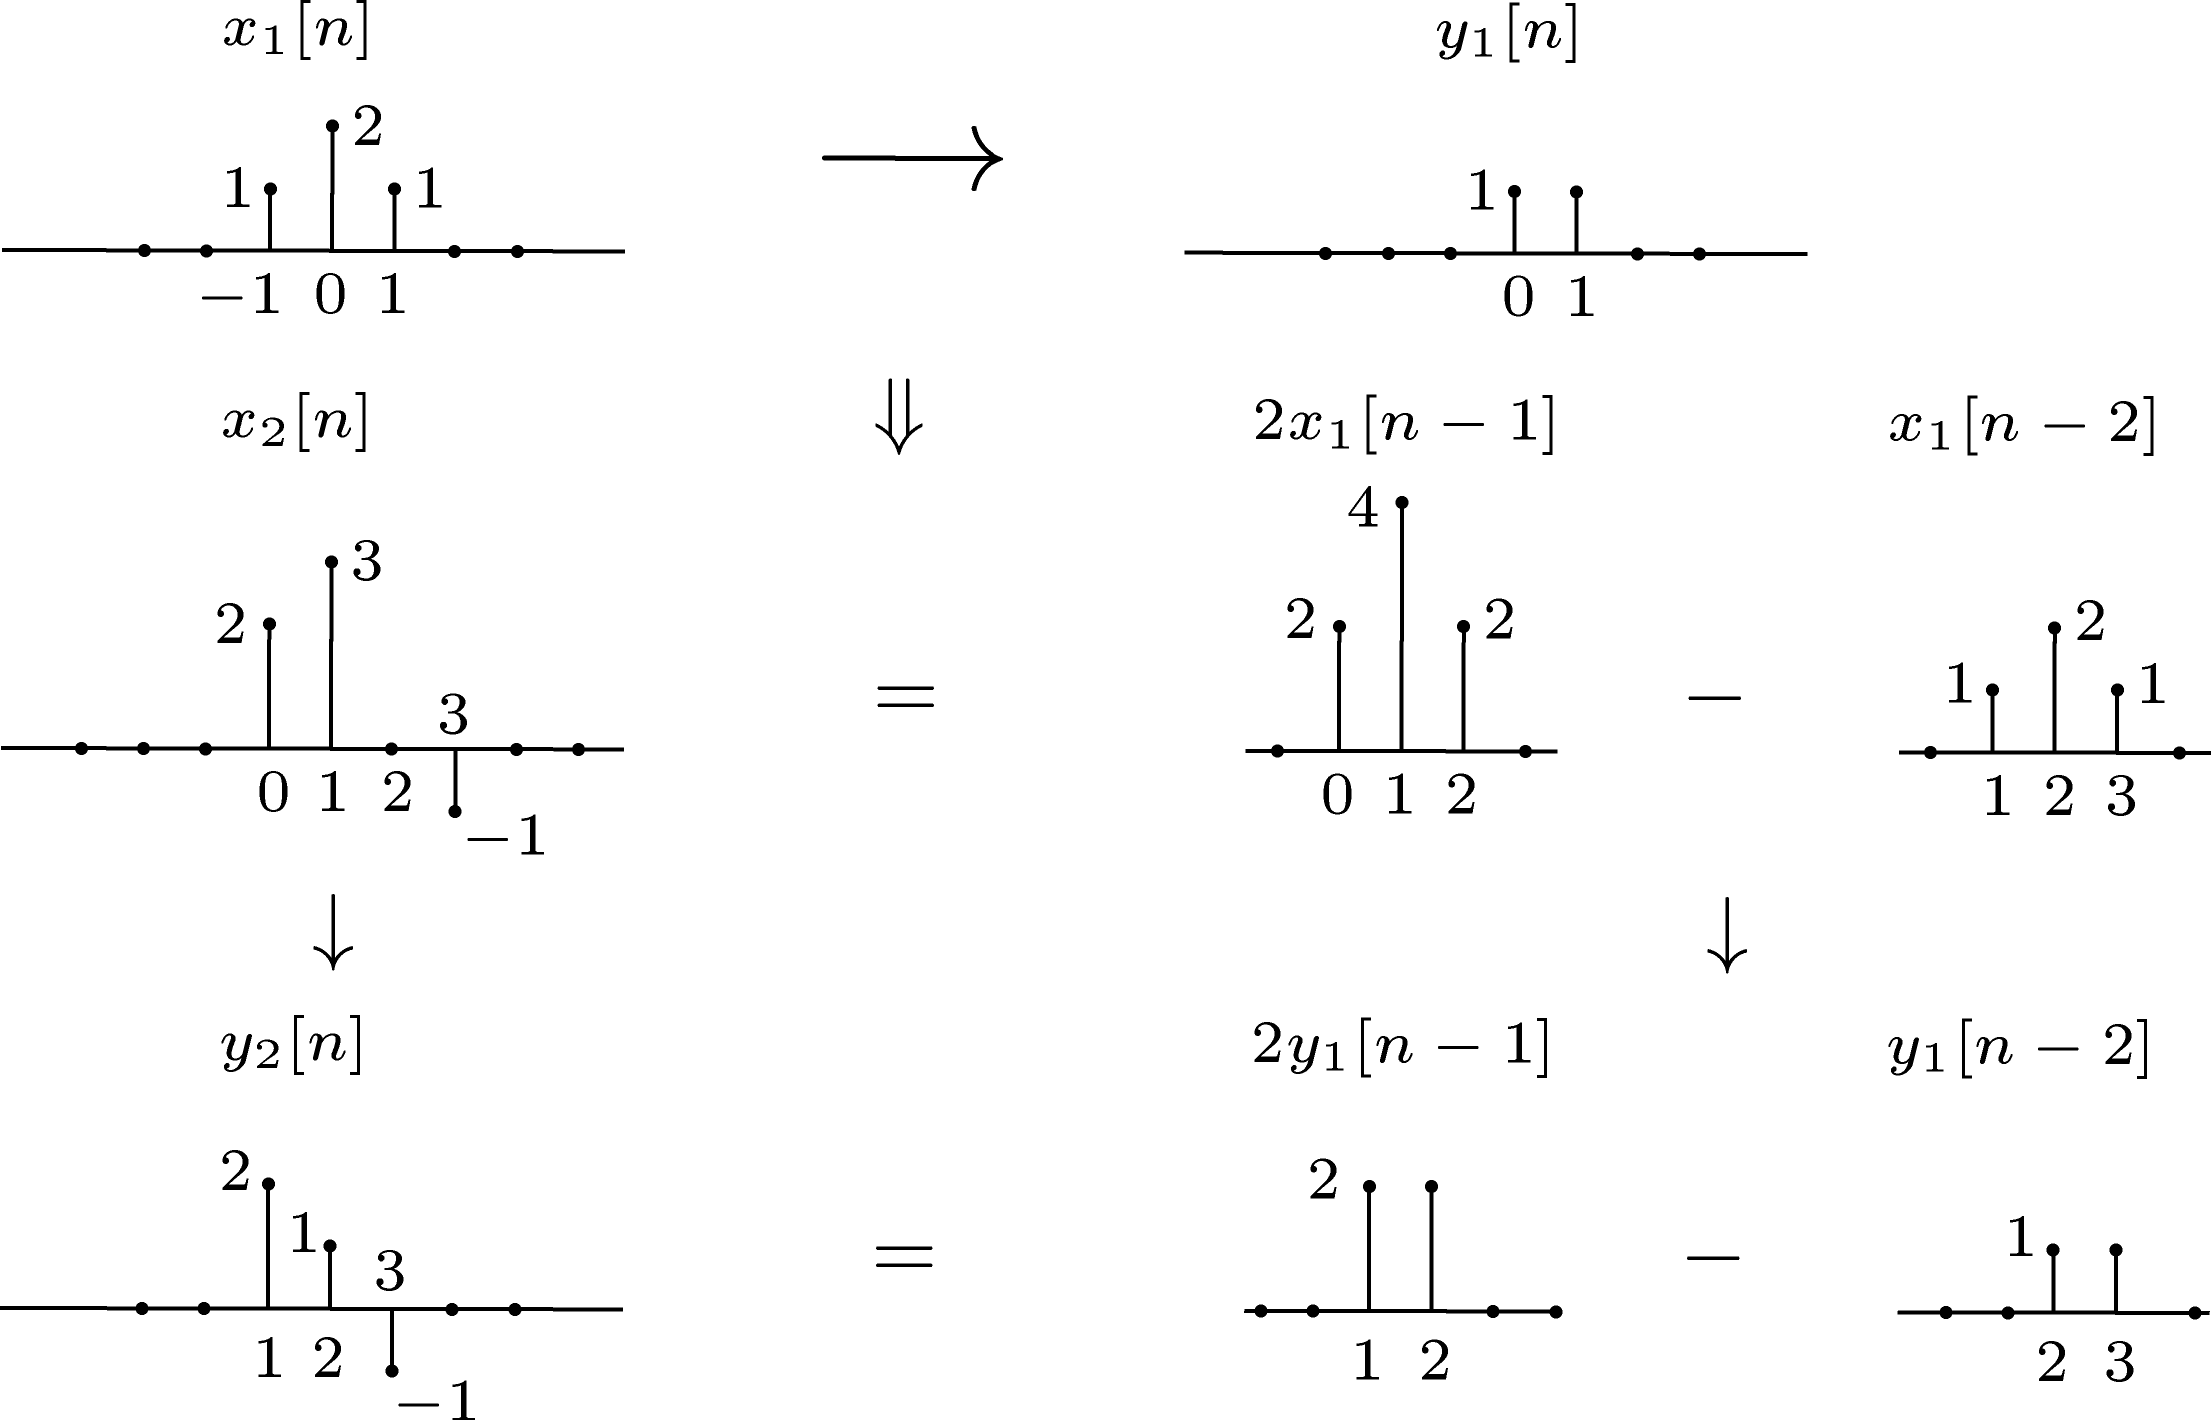 x₁[n] y₁[n]
2
1 1 1
−1 0 1 0 1
x₂[n] ⇓ 2x₁[n − 1] x₁[n − 2]
4
3
2 2 2 2
3 = − 1 1
0 1 2 0 1 2 1 2 3
−1
y₂[n] 2y₁[n − 1] y₁[n − 2]
2 2
1 3 = − 1
1 2 1 2 2 3
−1